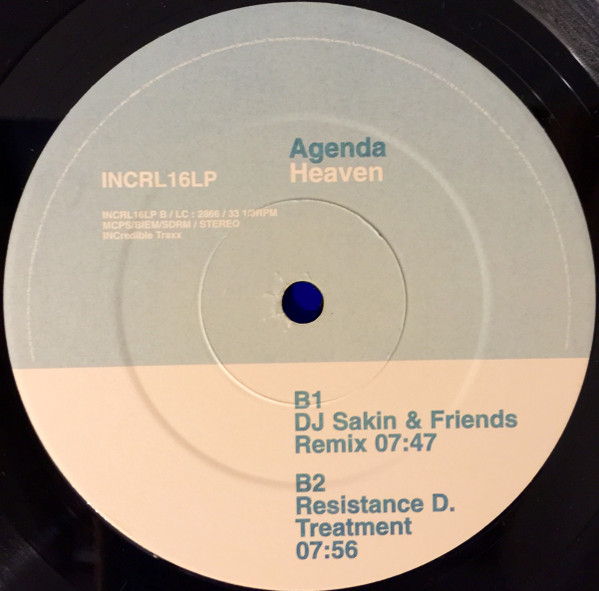 Agenda
Heaven
INCRL16LP
INCRL16LP B / LC : 2866 / 33 1/3RPM
MCPS/BIEM/SDRM / STEREO
INCredible Traxx
B1
DJ Sakin & Friends
Remix 07:47
B2
Resistance D.
Treatment
07:56